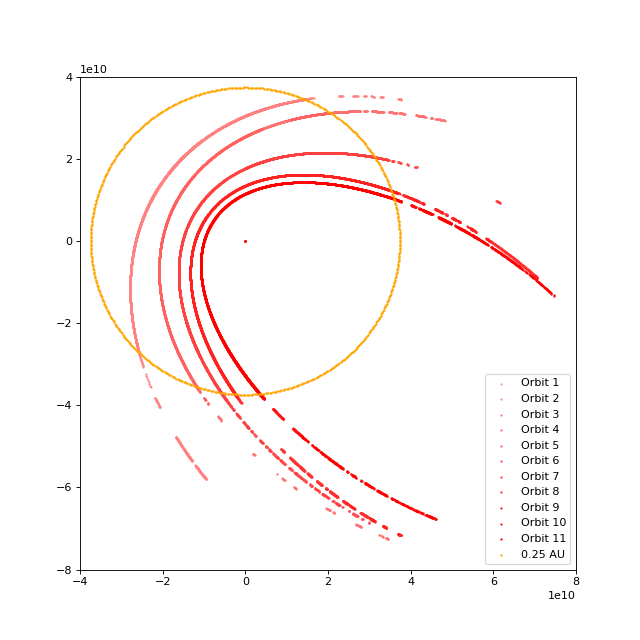 1e10
4
2
0
−2
−4
−6
−8
−4
−2
0
2
4
6
8
1e10
Orbit 1
Orbit 2
Orbit 3
Orbit 4
Orbit 5
Orbit 6
Orbit 7
Orbit 8
Orbit 9
Orbit 10
Orbit 11
0.25 AU